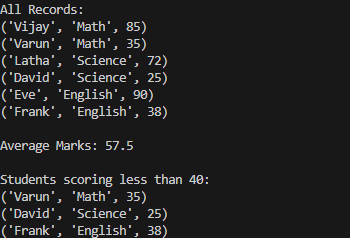 All Records:
('Vijay', 'Math', 85)
('Varun', 'Math', 35)
('Latha', 'Science', 72)
('David', 'Science', 25)
('Eve', 'English', 90)
('Frank', 'English', 38)
Average Marks: 57.5
Students scoring less than 40:
('Varun', 'Math', 35)
('David', 'Science', 25)
('Frank', 'English', 38)